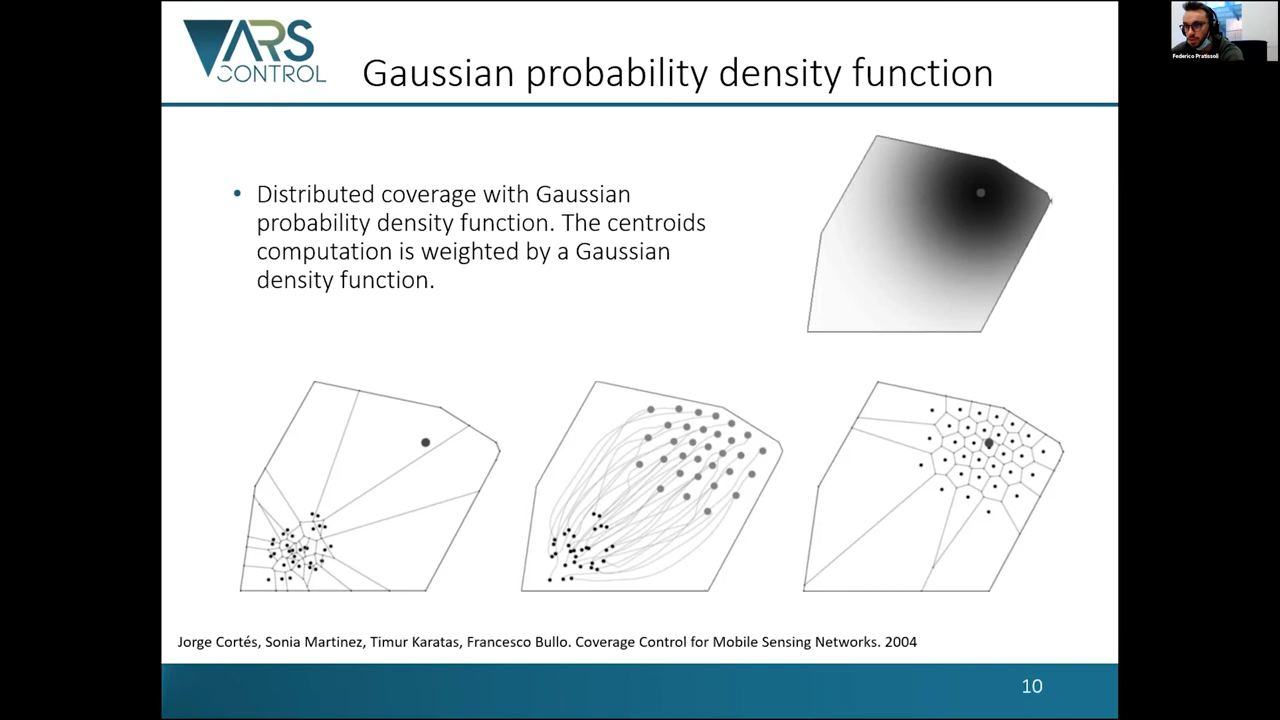 ARS
CONTROL
Gaussian probability density function
Federico Pratissoli
• Distributed coverage with Gaussian
probability density function. The centroids
computation is weighted by a Gaussian
density function.
Jorge Cortés, Sonia Martinez, Timur Karatas, Francesco Bullo. Coverage Control for Mobile Sensing Networks. 2004
10